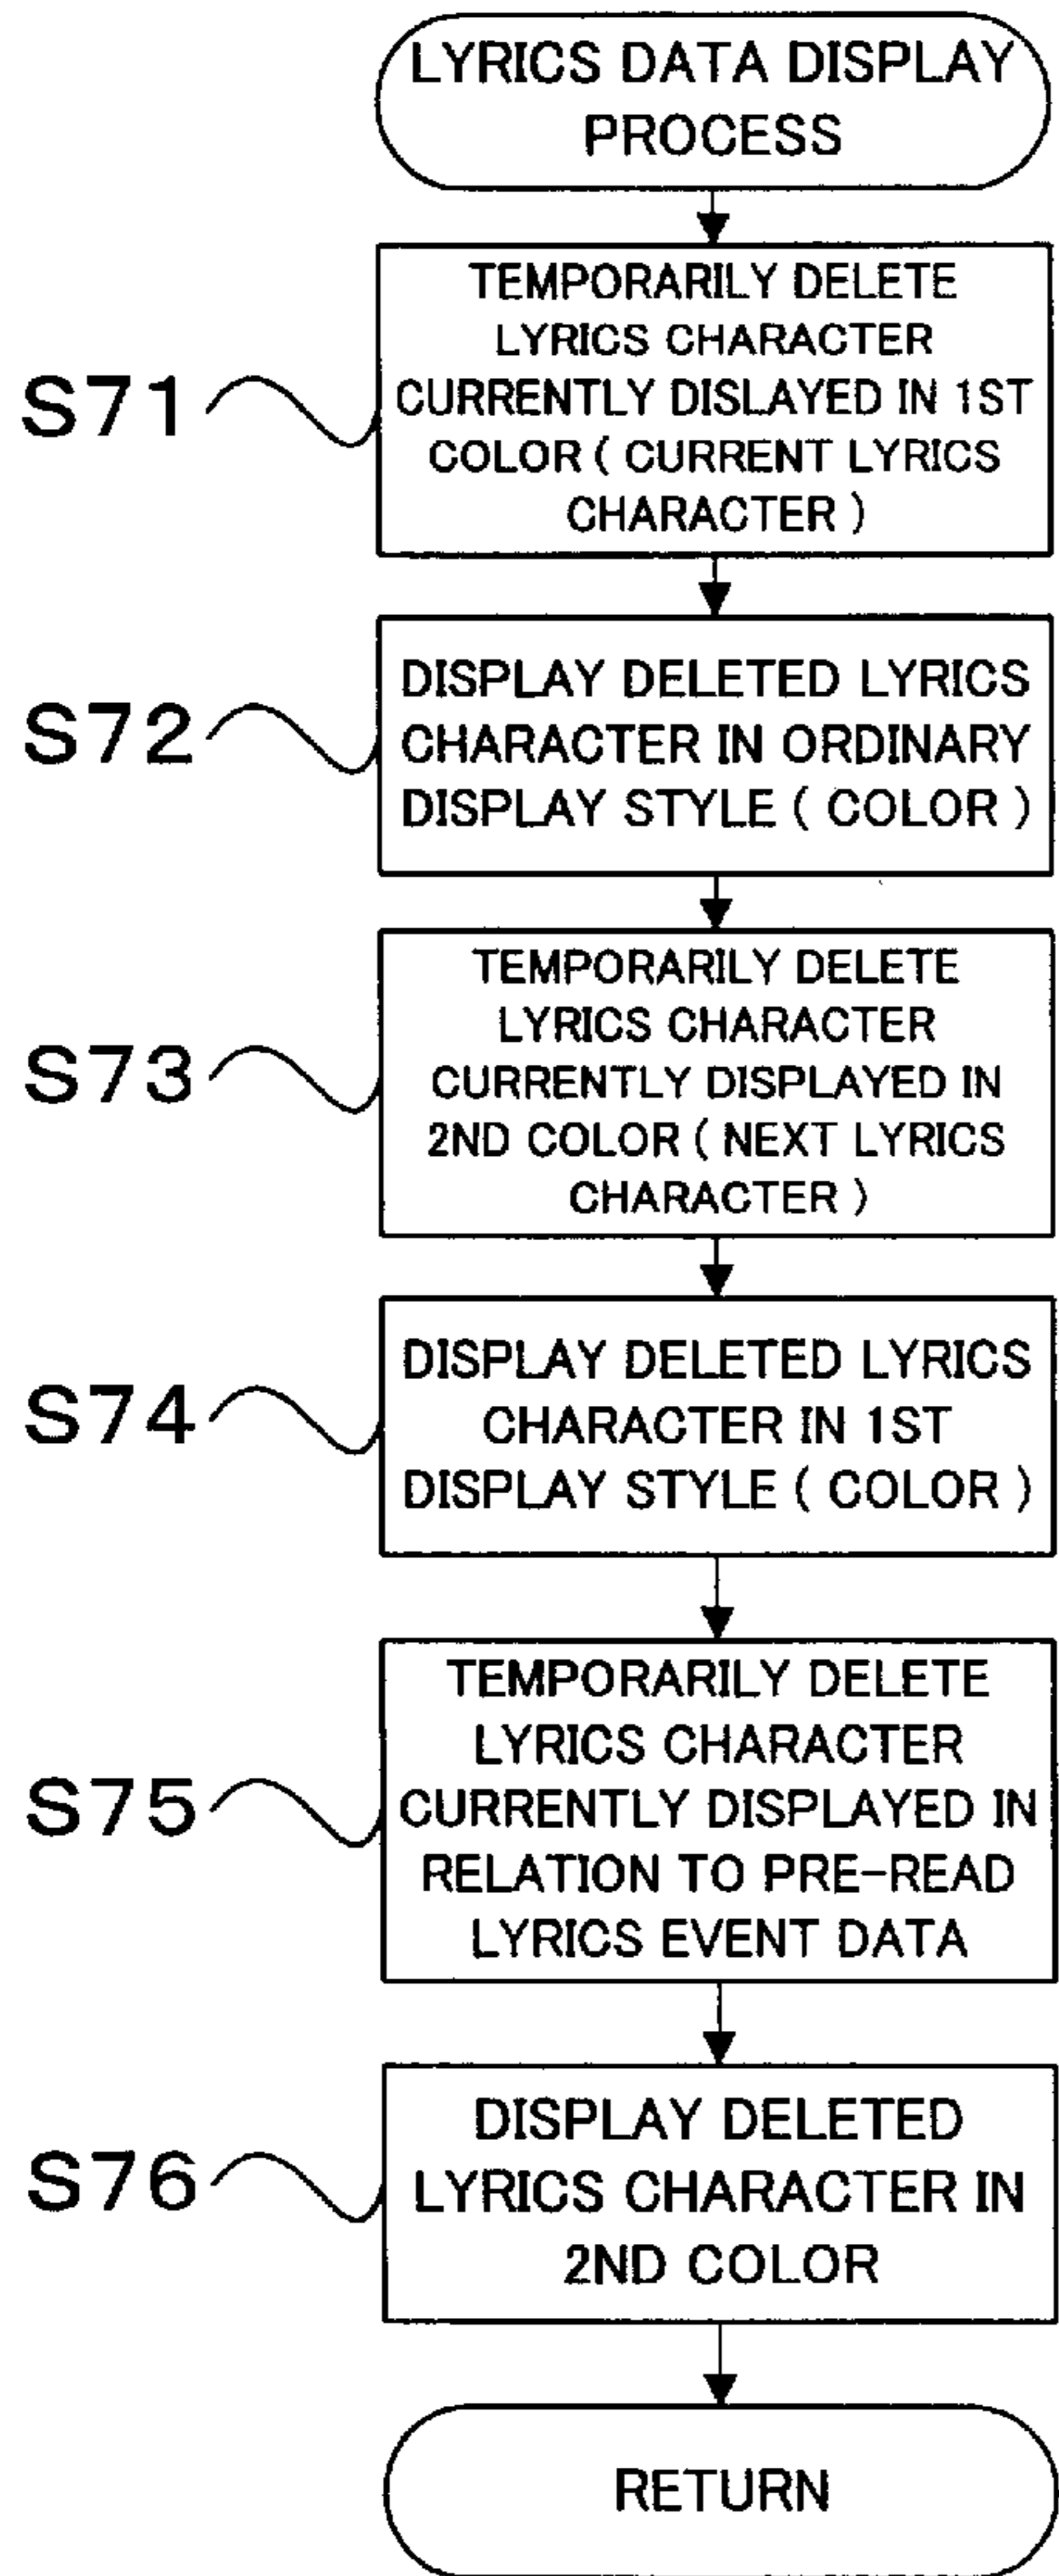 LYRICS DATA DISPLAY
PROCESS
S71
TEMPORARILY DELETE
LYRICS CHARACTER
CURRENTLY DISLAYED IN 1ST
COLOR ( CURRENT LYRICS
CHARACTER )
S72
DISPLAY DELETED LYRICS
CHARACTER IN ORDINARY
DISPLAY STYLE ( COLOR )
S73
TEMPORARILY DELETE
LYRICS CHARACTER
CURRENTLY DISPLAYED IN
2ND COLOR ( NEXT LYRICS
CHARACTER )
S74
DISPLAY DELETED LYRICS
CHARACTER IN 1ST
DISPLAY STYLE ( COLOR )
S75
TEMPORARILY DELETE
LYRICS CHARACTER
CURRENTLY DISPLAYED IN
RELATION TO PRE-READ
LYRICS EVENT DATA
S76
DISPLAY DELETED
LYRICS CHARACTER IN
2ND COLOR
RETURN